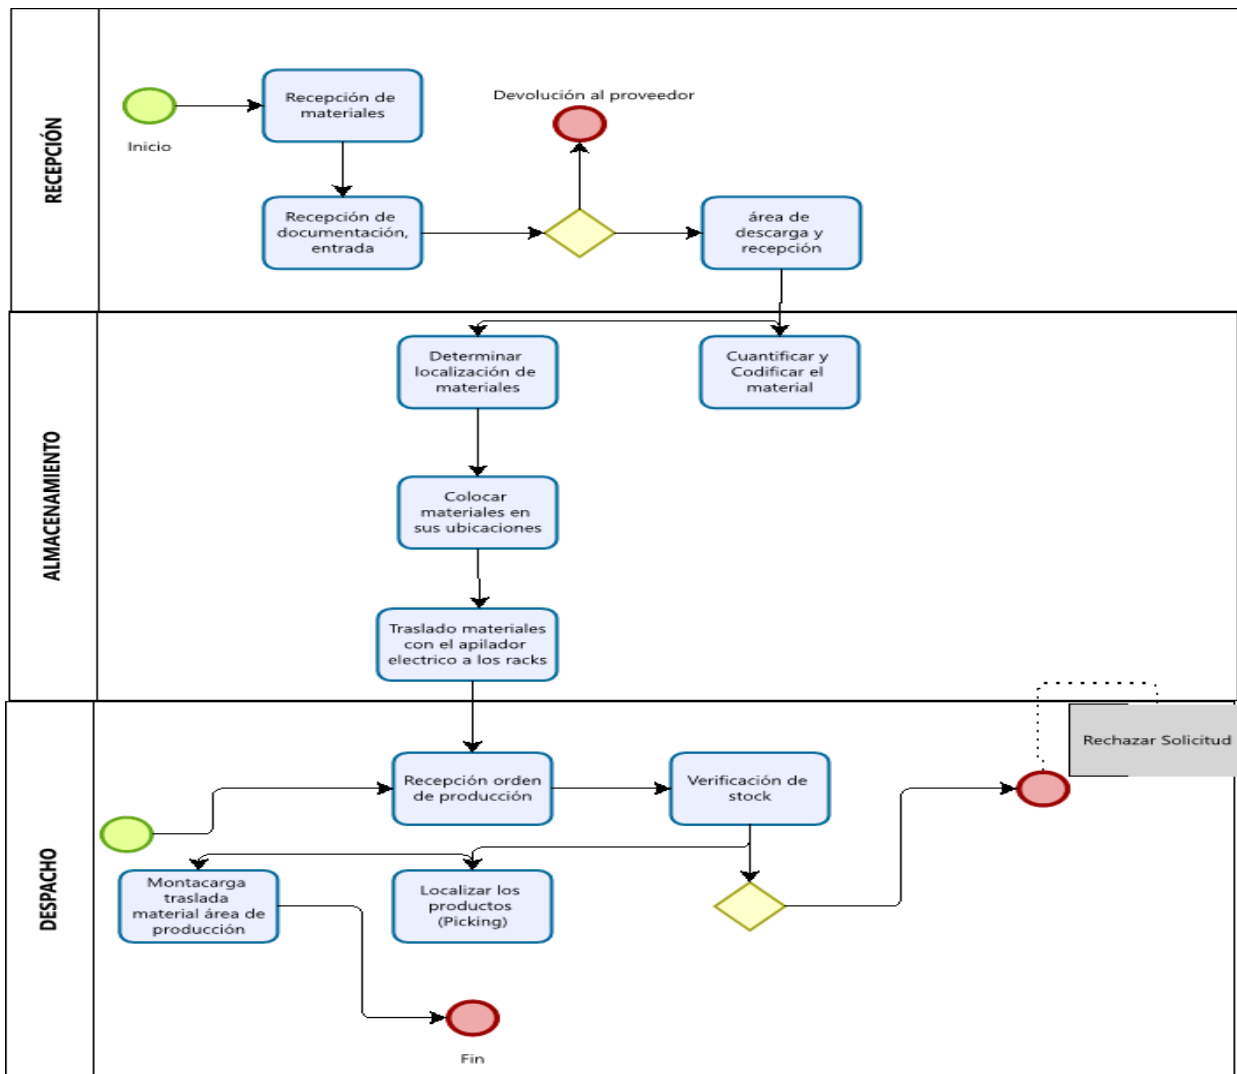 RECEPCIÓN
Inicio
Recepción de
materiales
Devolución al proveedor
Recepción de
documentación,
entrada
área de
descarga y
recepción
ALMACENAMIENTO
Determinar
localización de
materiales
Cuantificar y
Codificar el
material
Colocar
materiales en
sus ubicaciones
Traslado materiales
con el apilador
electrico a los racks
DESPACHO
Recepción orden
de producción
Verificación de
stock
Rechazar Solicitud
Montacarga
traslada
material área de
producción
Localizar los
productos
(Picking)
Fin